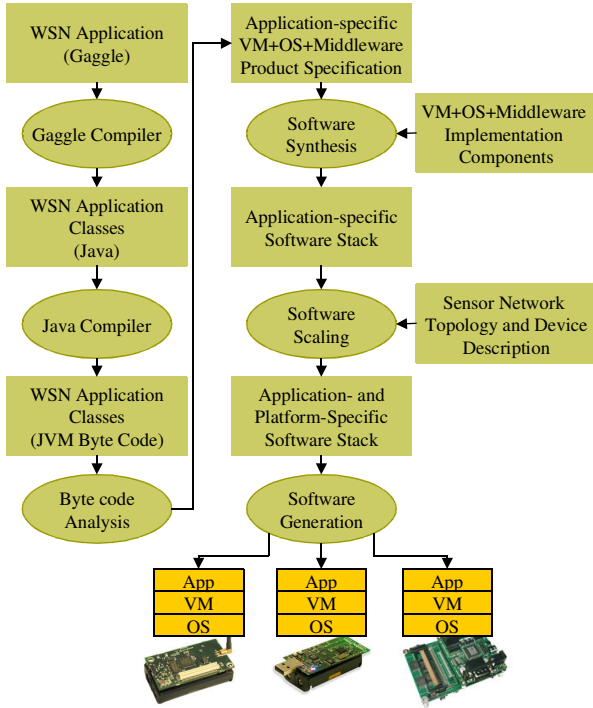 WSN Application
(Gaggle)
Gaggle Compiler
WSN Application
Classes
(Java)
Java Compiler
WSN Application
Classes
(JVM Byte Code)
Byte code
Analysis
Application-specific
VM+OS+Middleware
Product Specification
Software
Synthesis
VM+OS+Middleware
Implementation
Components
Application-specific
Software Stack
Software
Scaling
Sensor Network
Topology and Device
Description
Application- and
Platform-Specific
Software Stack
Software
Generation
App
VM
OS
App
VM
OS
App
VM
OS